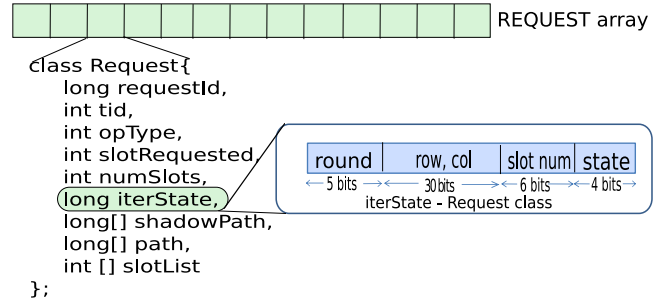 REQUEST array
class Request{
long requestId,
int tid,
int opType,
int slotRequested,
int numSlots,
long iterState,
long[] shadowPath,
long[] path,
int [] slotList
};
round row, col slot num state
5 bits 30bits 6 bits 4 bits
iterState - Request class